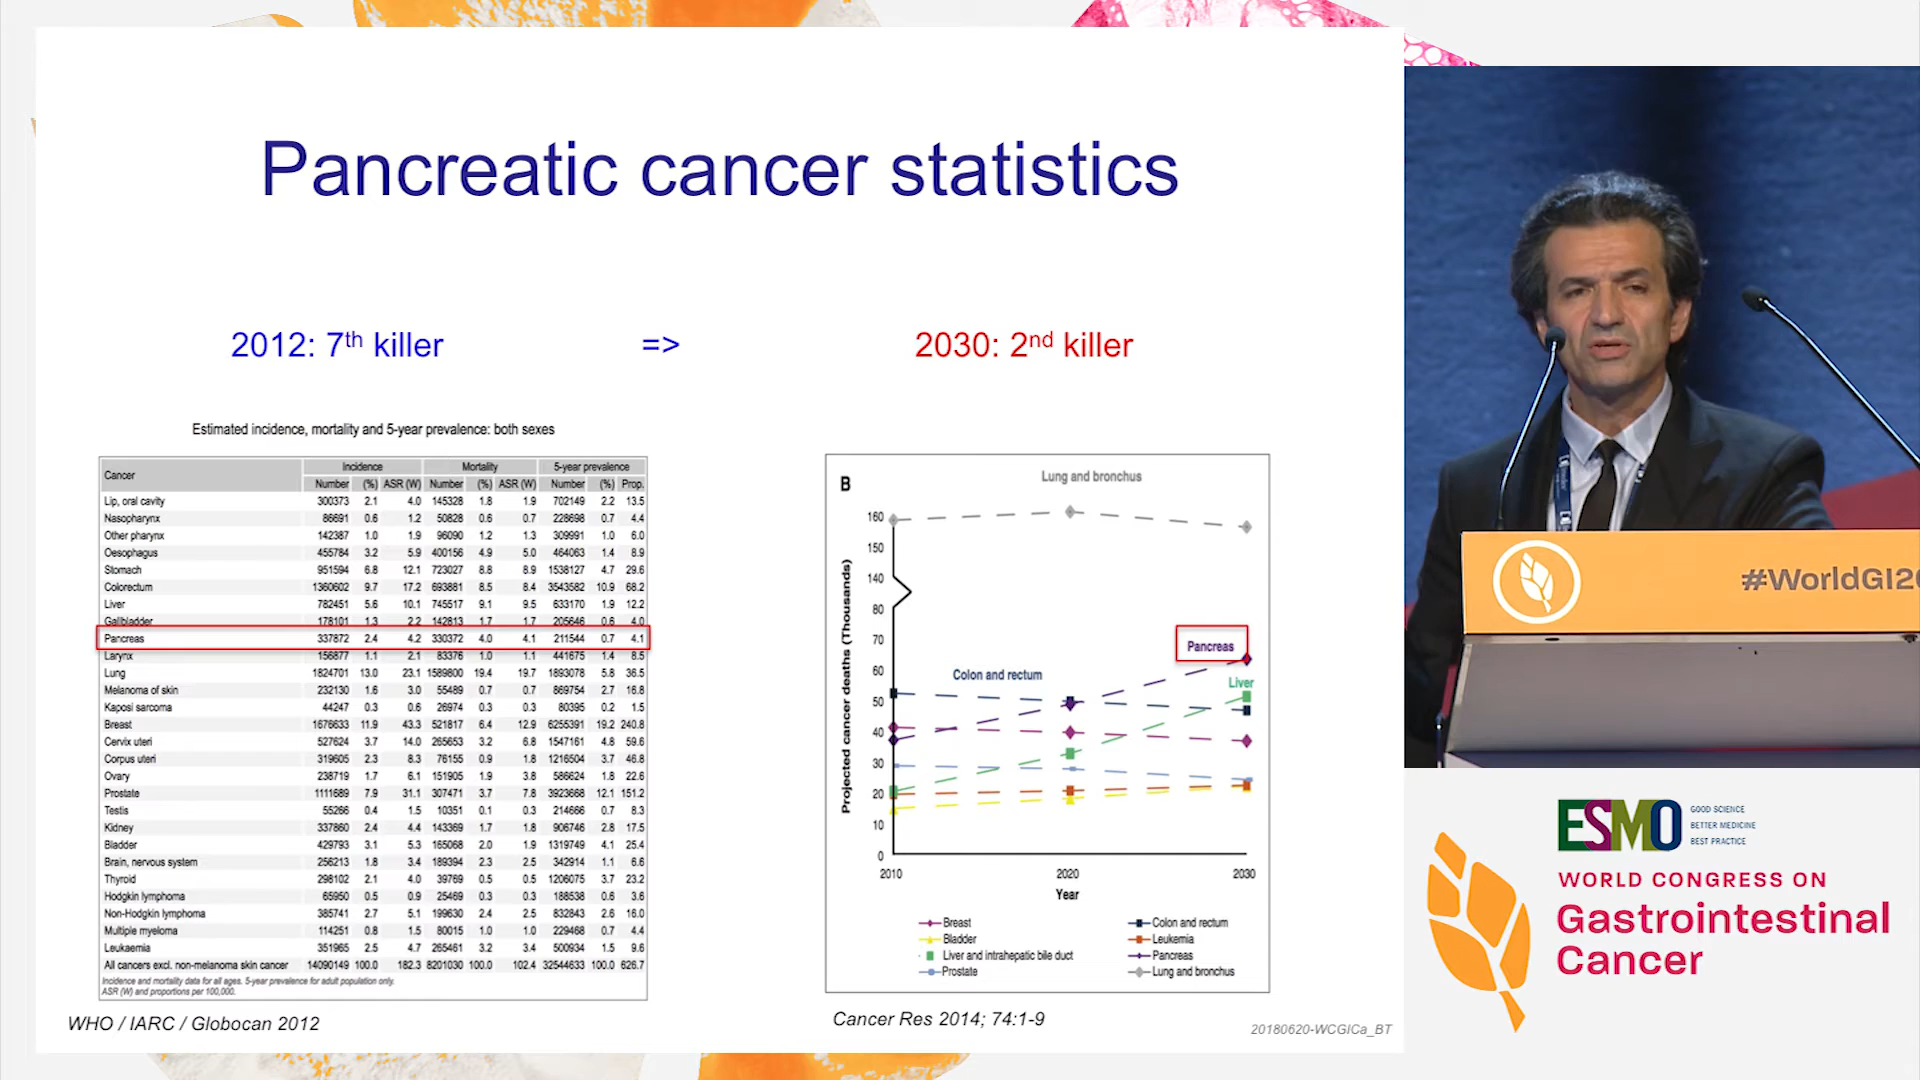 Pancreatic cancer statistics
2012: 7th killer => 2030: 2nd killer
Estimated incidence, mortality and 5-year prevalence: both sexes
Cancer Incidence Mortality 5-year prevalence
Number (%) ASR (W) Number (%) ASR (W) Number (%) Prop.
Lip, oral cavity 300373 2.1 4.0 145328 1.8 1.9 702149 2.2 13.5
Nasopharynx 86691 0.6 1.2 50828 0.6 0.7 228698 0.7 4.4
Other pharynx 142387 1.0 1.9 96090 1.2 1.3 309991 1.0 6.0
Oesophagus 455784 3.2 5.9 400156 4.9 5.0 464063 1.4 8.9
Stomach 951594 6.8 12.1 723027 8.8 8.9 1538127 4.7 29.6
Colorectum 1360602 9.7 17.2 693881 8.5 8.4 3543582 10.9 68.2
Liver 782451 5.6 10.1 745517 9.1 9.5 633170 1.9 12.2
Gallbladder 178101 1.3 2.2 142813 1.7 1.7 205646 0.6 4.0
Pancreas 337872 2.4 4.2 330372 4.0 4.1 211544 0.7 4.1
Larynx 156877 1.1 2.1 83376 1.0 1.1 441675 1.4 8.5
Lung 1824701 13.0 23.1 1589800 19.4 19.7 1893078 5.8 36.5
Melanoma of skin 232130 1.6 3.0 55489 0.7 0.7 869754 2.7 16.8
Kaposi sarcoma 44247 0.3 0.6 26974 0.3 0.3 80395 0.2 1.5
Breast 1676633 11.9 43.3 521817 6.4 12.9 6255391 19.2 240.8
Cervix uteri 527624 3.7 14.0 265653 3.2 6.8 1547161 4.8 59.6
Corpus uteri 319605 2.3 8.3 76155 0.9 1.8 1216504 3.7 46.8
Ovary 238719 1.7 6.1 151905 1.9 3.8 586624 1.8 22.6
Prostate 1111689 7.9 31.1 307471 3.7 7.8 3923668 12.1 151.2
Testis 55266 0.4 1.5 10351 0.1 0.3 214666 0.7 8.3
Kidney 337860 2.4 4.4 143369 1.7 1.8 906746 2.8 17.5
Bladder 429793 3.1 5.3 165068 2.0 1.9 1319749 4.1 25.4
Brain, nervous system 256213 1.8 3.4 189394 2.3 2.5 342914 1.1 6.6
Thyroid 298102 2.1 4.0 39769 0.5 0.5 1206075 3.7 23.2
Hodgkin lymphoma 65950 0.5 0.9 25469 0.3 0.3 188538 0.6 3.6
Non-Hodgkin lymphoma 385741 2.7 5.1 199630 2.4 2.5 832843 2.6 16.0
Multiple myeloma 114251 0.8 1.5 80015 1.0 1.0 229468 0.7 4.4
Leukaemia 351965 2.5 4.7 265461 3.2 3.4 500934 1.5 9.6
All cancers excl. non-melanoma skin cancer 14090149 100.0 182.3 8201030 100.0 102.4 32544633 100.0 626.7
Incidence and mortality data for all ages. 5-year prevalence for adult population only.
ASR (W) and proportions per 100,000.
WHO / IARC / Globocan 2012
B
Lung and bronchus
160
150
140
80
70
60
50
40
30
20
10
0
Projected cancer deaths (Thousands)
Pancreas
Colon and rectum
Liver
2010 2020 2030
Year
Breast Colon and rectum
Bladder Leukemia
Liver and intrahepatic bile duct Pancreas
Prostate Lung and bronchus
Cancer Res 2014; 74:1-9
20180620-WCGICa_BT
#WorldGI20
ESMO
GOOD SCIENCE
BETTER MEDICINE
BEST PRACTICE
WORLD CONGRESS ON
Gastrointestinal
Cancer